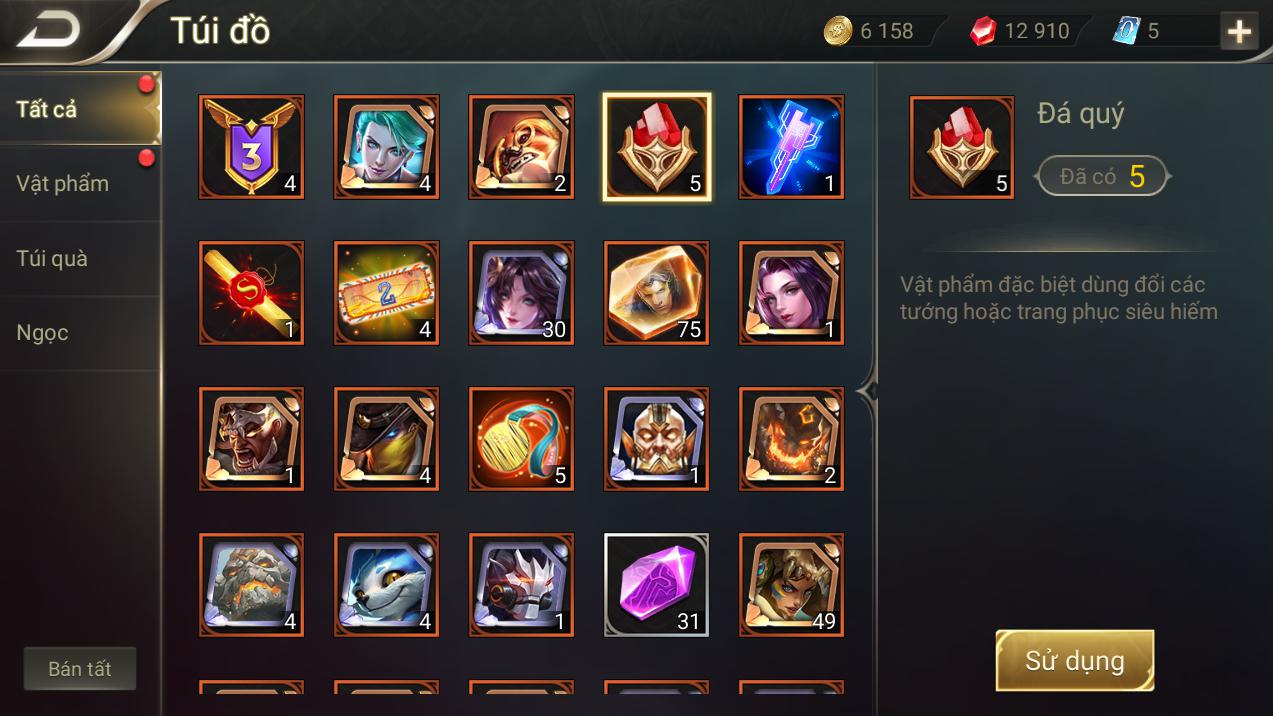 Túi đồ
6 158
12 910
5
Tất cả
Vật phẩm
Túi quà
Ngọc
Bán tất
3
4
4
2
5
1
1
2
4
30
75
1
1
4
5
1
2
4
4
1
31
49
5
Đá quý
Đã có 5
Vật phẩm đặc biệt dùng đổi các
tướng hoặc trang phục siêu hiếm
Sử dụng